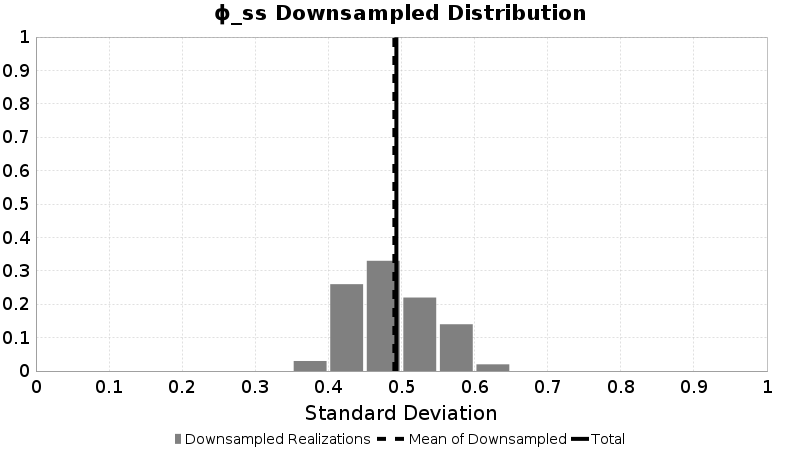 ϕ_ss Downsampled Distribution
1
0.9
0.8
0.7
0.6
0.5
0.4
0.3
0.2
0.1
0
0 0.1 0.2 0.3 0.4 0.5 0.6 0.7 0.8 0.9 1
Standard Deviation
Downsampled Realizations Mean of Downsampled Total